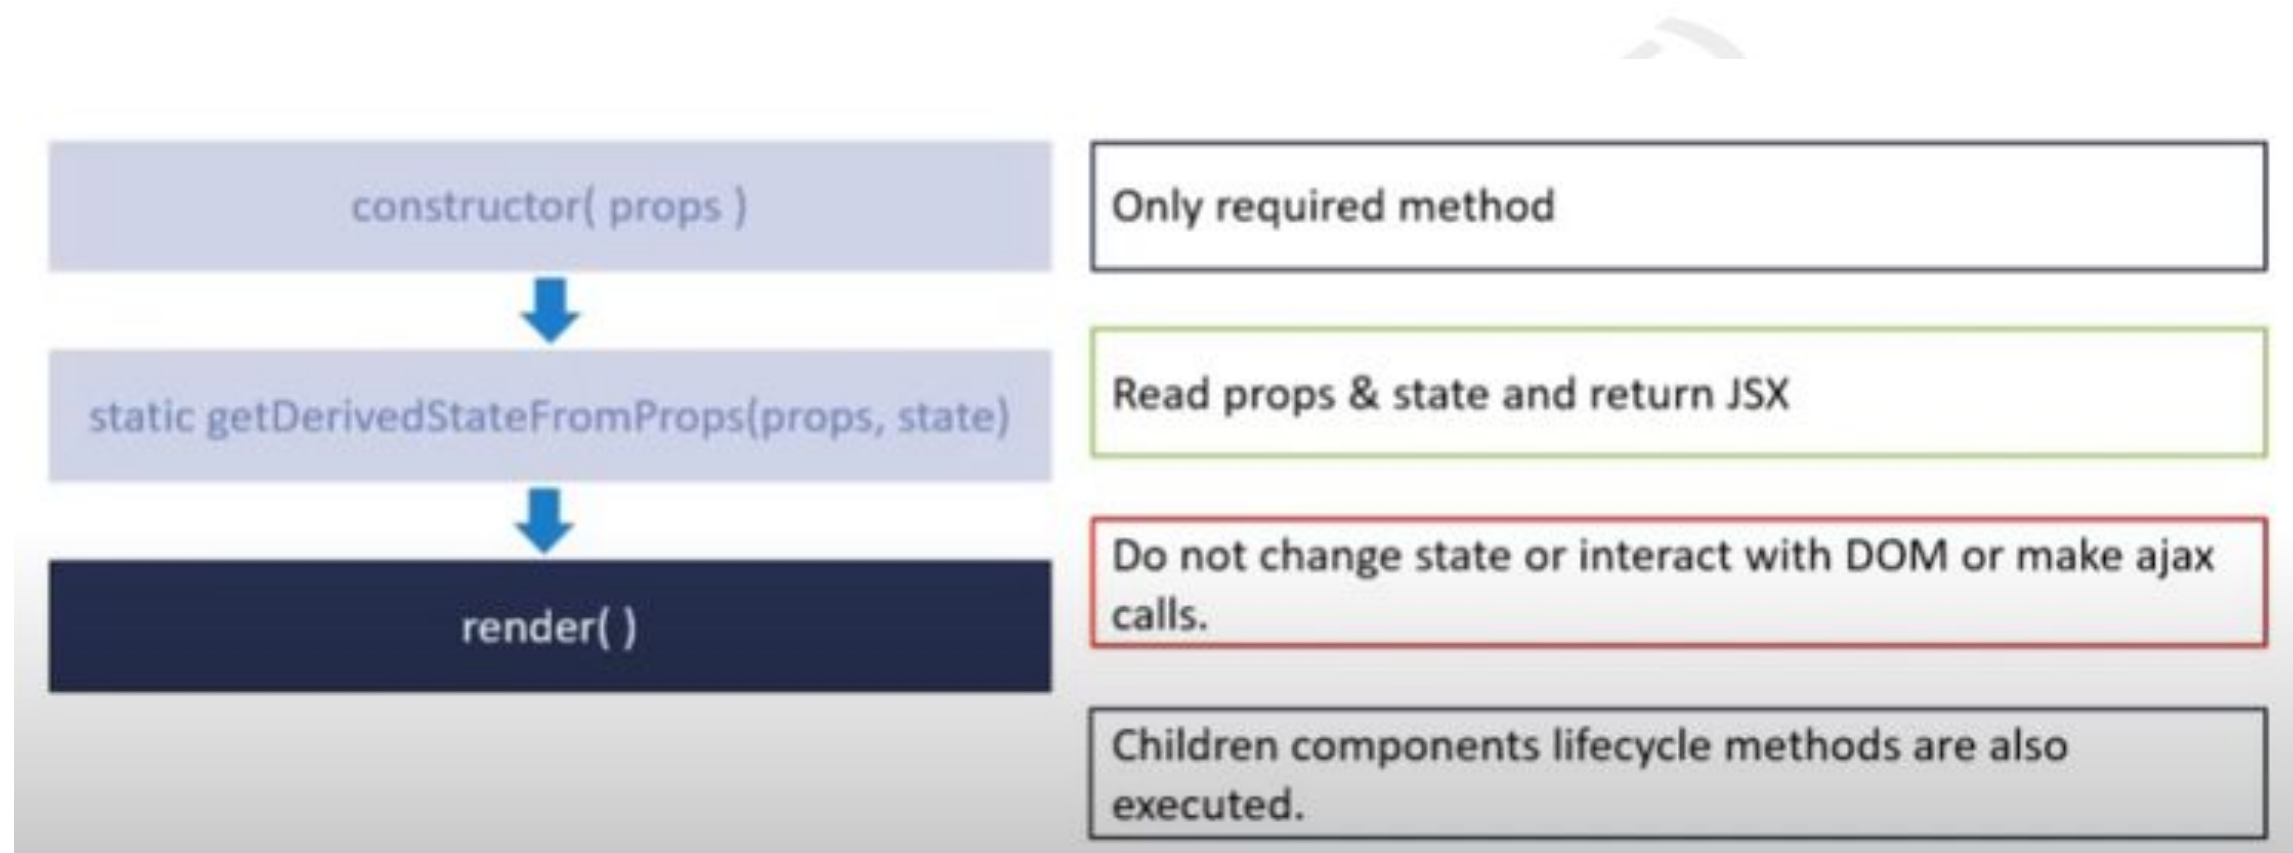 constructor( props )
static getDerivedStateFromProps(props, state)
render( )
Only required method
Read props & state and return JSX
Do not change state or interact with DOM or make ajax
calls.
Children components lifecycle methods are also
executed.